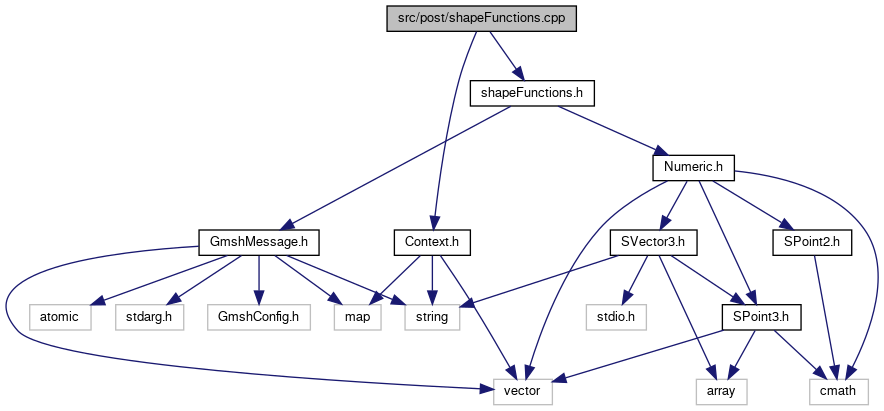 src/post/shapeFunctions.cpp
shapeFunctions.h
Numeric.h
GmshMessage.h
Context.h
SVector3.h
SPoint2.h
atomic
stdarg.h
GmshConfig.h
map
string
stdio.h
SPoint3.h
vector
array
cmath